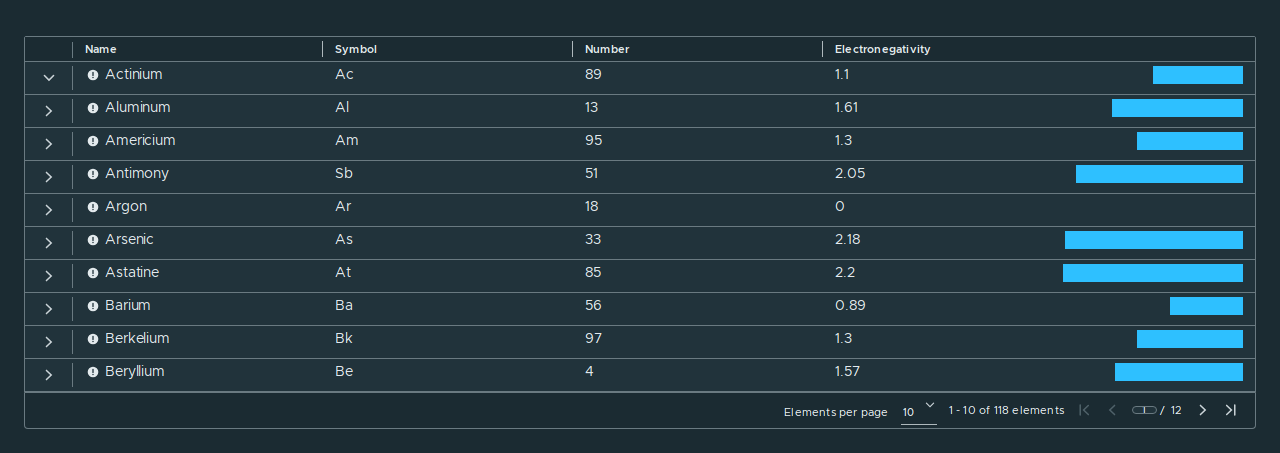 Name Symbol Number Electronegativity
Actinium Ac 89 1.1
Aluminum Al 13 1.61
Americium Am 95 1.3
Antimony Sb 51 2.05
Argon Ar 18 0
Arsenic As 33 2.18
Astatine At 85 2.2
Barium Ba 56 0.89
Berkelium Bk 97 1.3
Beryllium Be 4 1.57
Elements per page 10 1 - 10 of 118 elements / 12